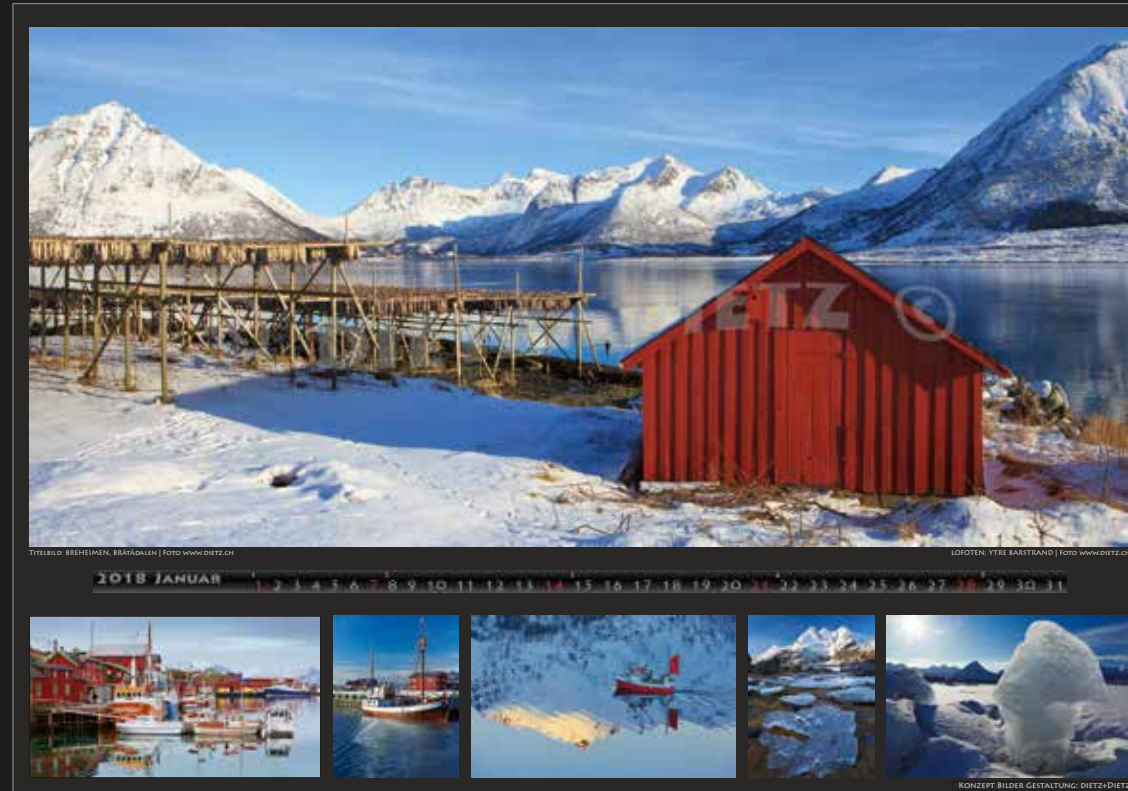 DIETZ ©
TITELBILD: BREHEIMEN, BRÅTÅDALEN | FOTO WWW.DIETZ.CH
LOFOTEN: YTRE BARSTRAND | FOTO WWW.DIETZ.CH
2018 JANUAR 1 2 3 4 5 6 7 8 9 10 11 12 13 14 15 16 17 18 19 20 21 22 23 24 25 26 27 28 29 30 31
KONZEPT BILDER GESTALTUNG: DIETZ+DIETZ